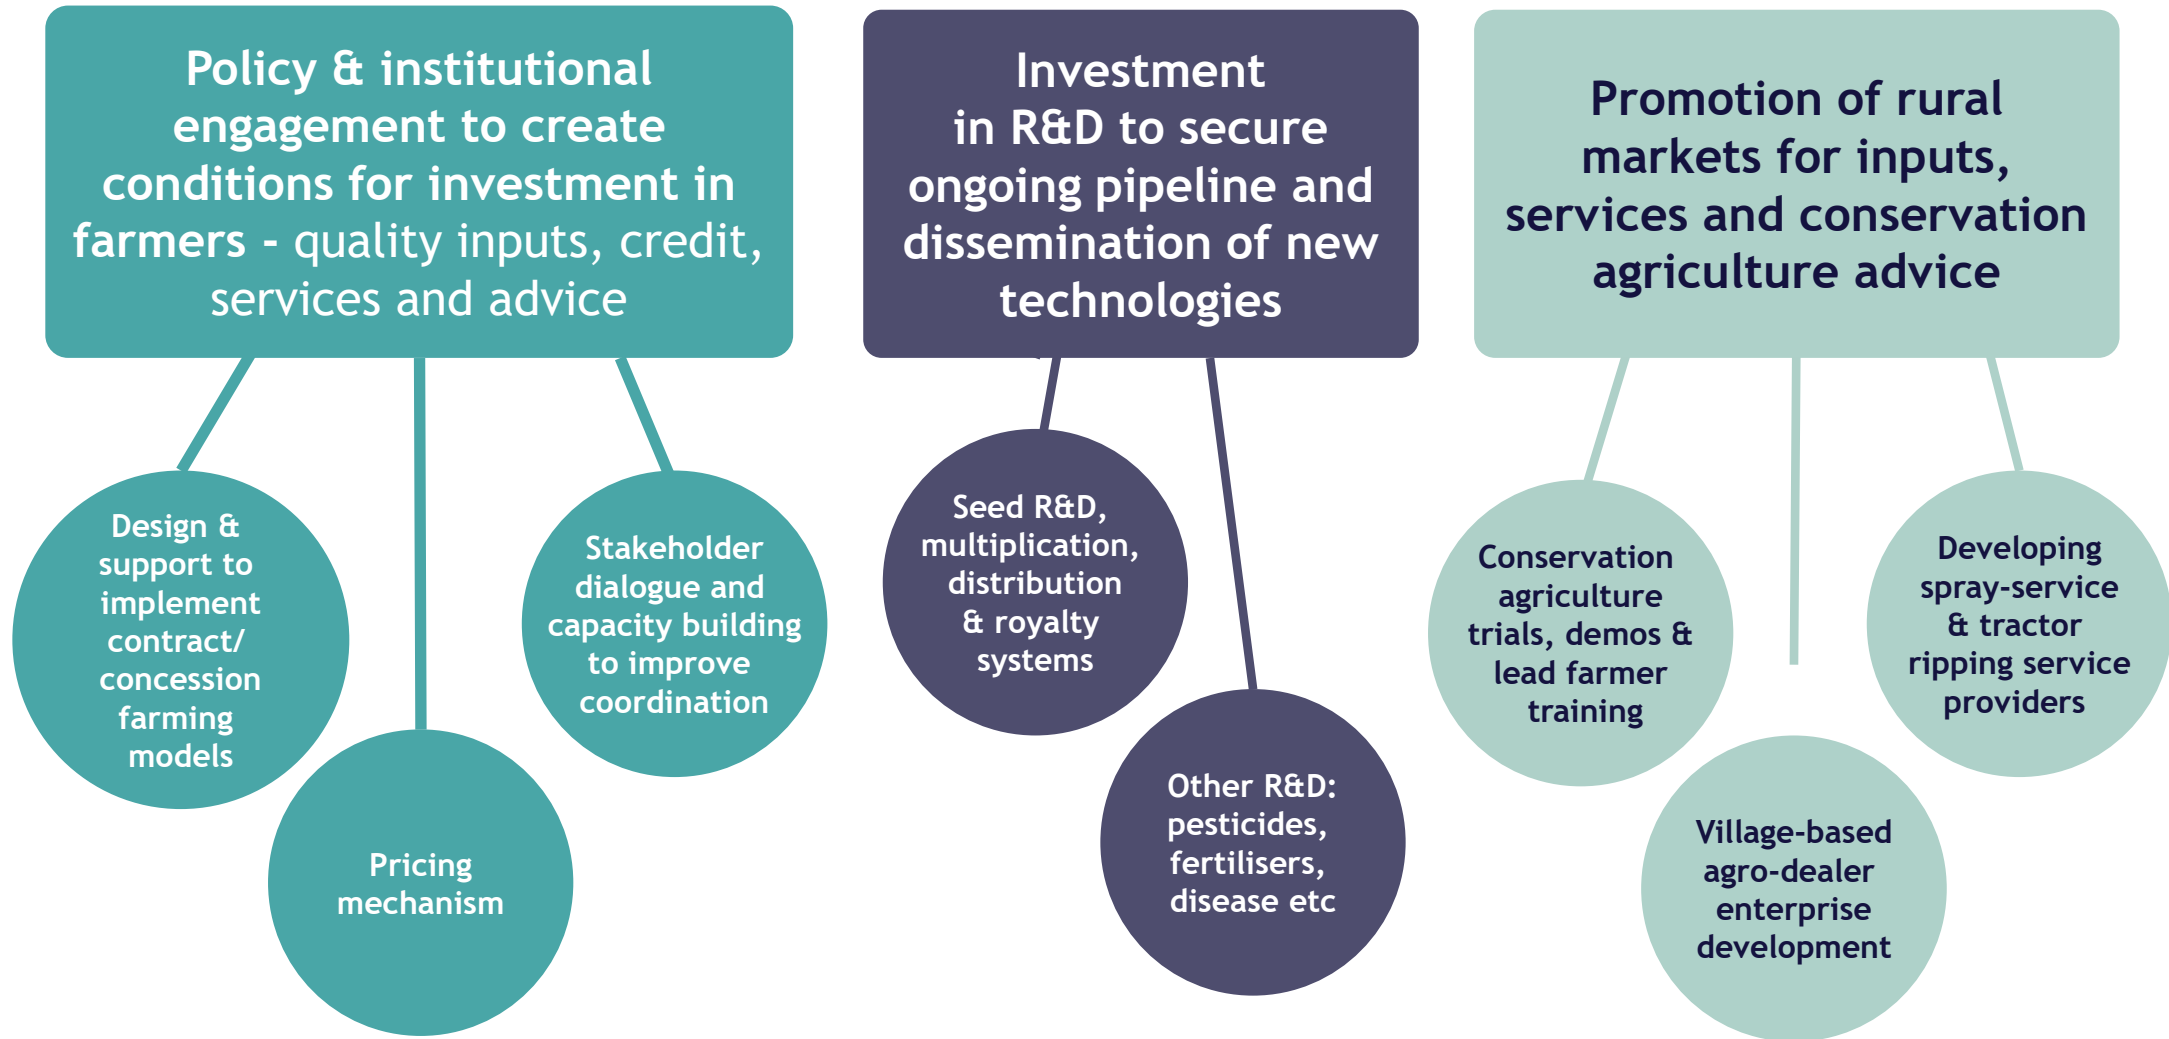 Policy & institutional
engagement to create
conditions for investment in
farmers - quality inputs, credit,
services and advice
Design &
support to
implement
contract/
concession
farming
models
Pricing
mechanism
Stakeholder
dialogue and
capacity building
to improve
coordination
Investment
in R&D to secure
ongoing pipeline and
dissemination of new
technologies
Seed R&D,
multiplication,
distribution
& royalty
systems
Other R&D:
pesticides,
fertilisers,
disease etc
Promotion of rural
markets for inputs,
services and conservation
agriculture advice
Conservation
agriculture
trials, demos &
lead farmer
training
Village-based
agro-dealer
enterprise
development
Developing
spray-service
& tractor
ripping service
providers